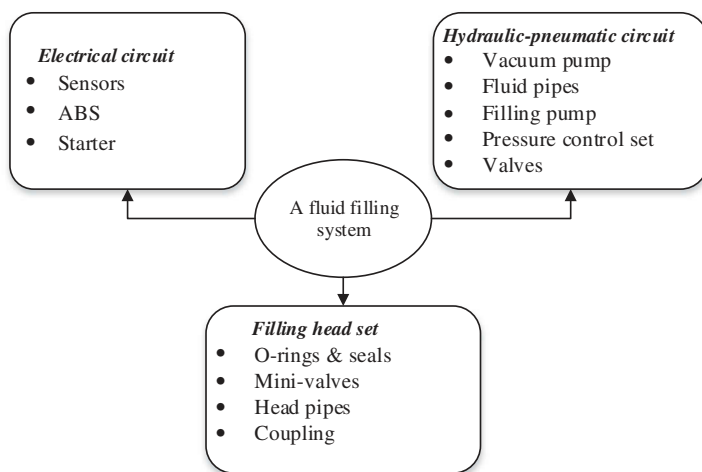 Electrical circuit
• Sensors
• ABS
• Starter
Hydraulic-pneumatic circuit
• Vacuum pump
• Fluid pipes
• Filling pump
• Pressure control set
• Valves
A fluid filling
system
Filling head set
• O-rings & seals
• Mini-valves
• Head pipes
• Coupling